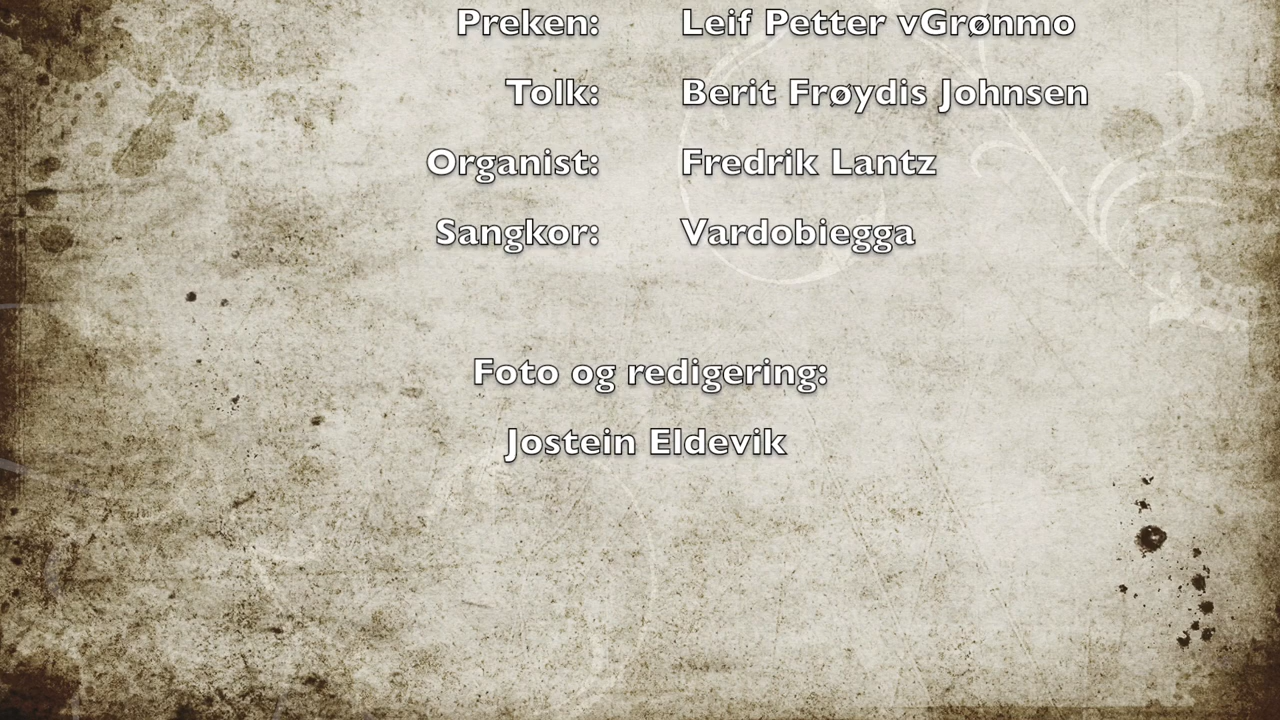 Preken: Leif Petter vGrønmo
Tolk: Berit Frøydis Johnsen
Organist: Fredrik Lantz
Sangkor: Vardobiegga
Foto og redigering:
Jostein Eldevik